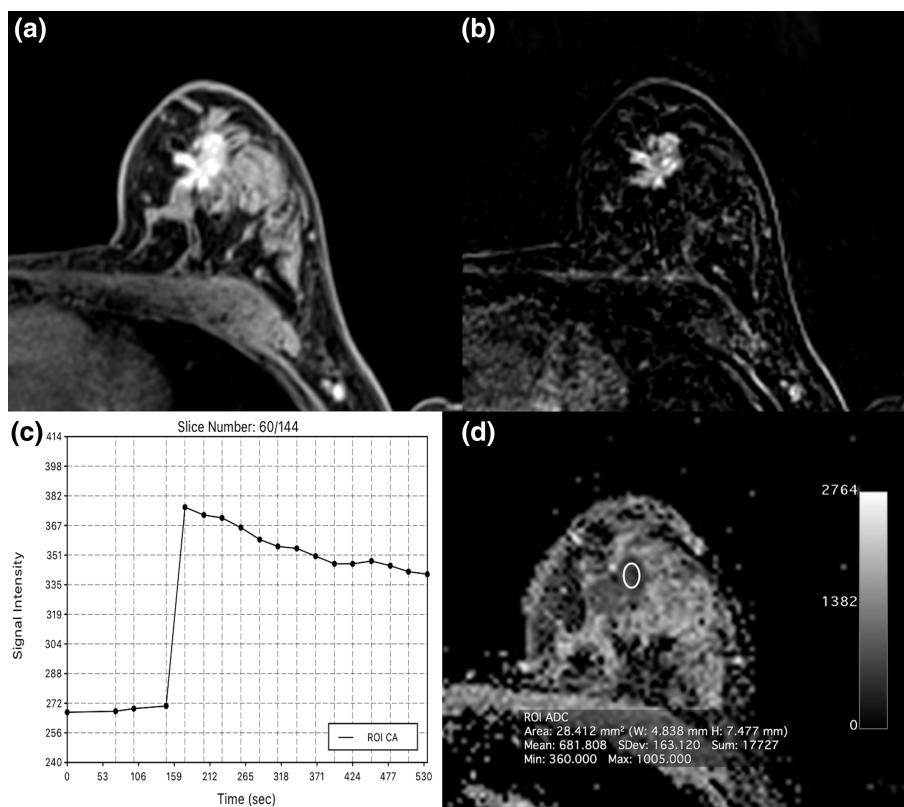 (a)
(b)
(c)
Slice Number: 60/144
414
398
382
367
351
335
319
304
288
272
256
240
Signal Intensity
ROI CA
0 53 106 159 212 265 318 371 424 477 530
Time (sec)
(d)
2764
1382
0
ROI ADC
Area: 28.412 mm² (W: 4.838 mm H: 7.477 mm)
Mean: 681.808 SDev: 163.120 Sum: 17727
Min: 360.000 Max: 1005.000